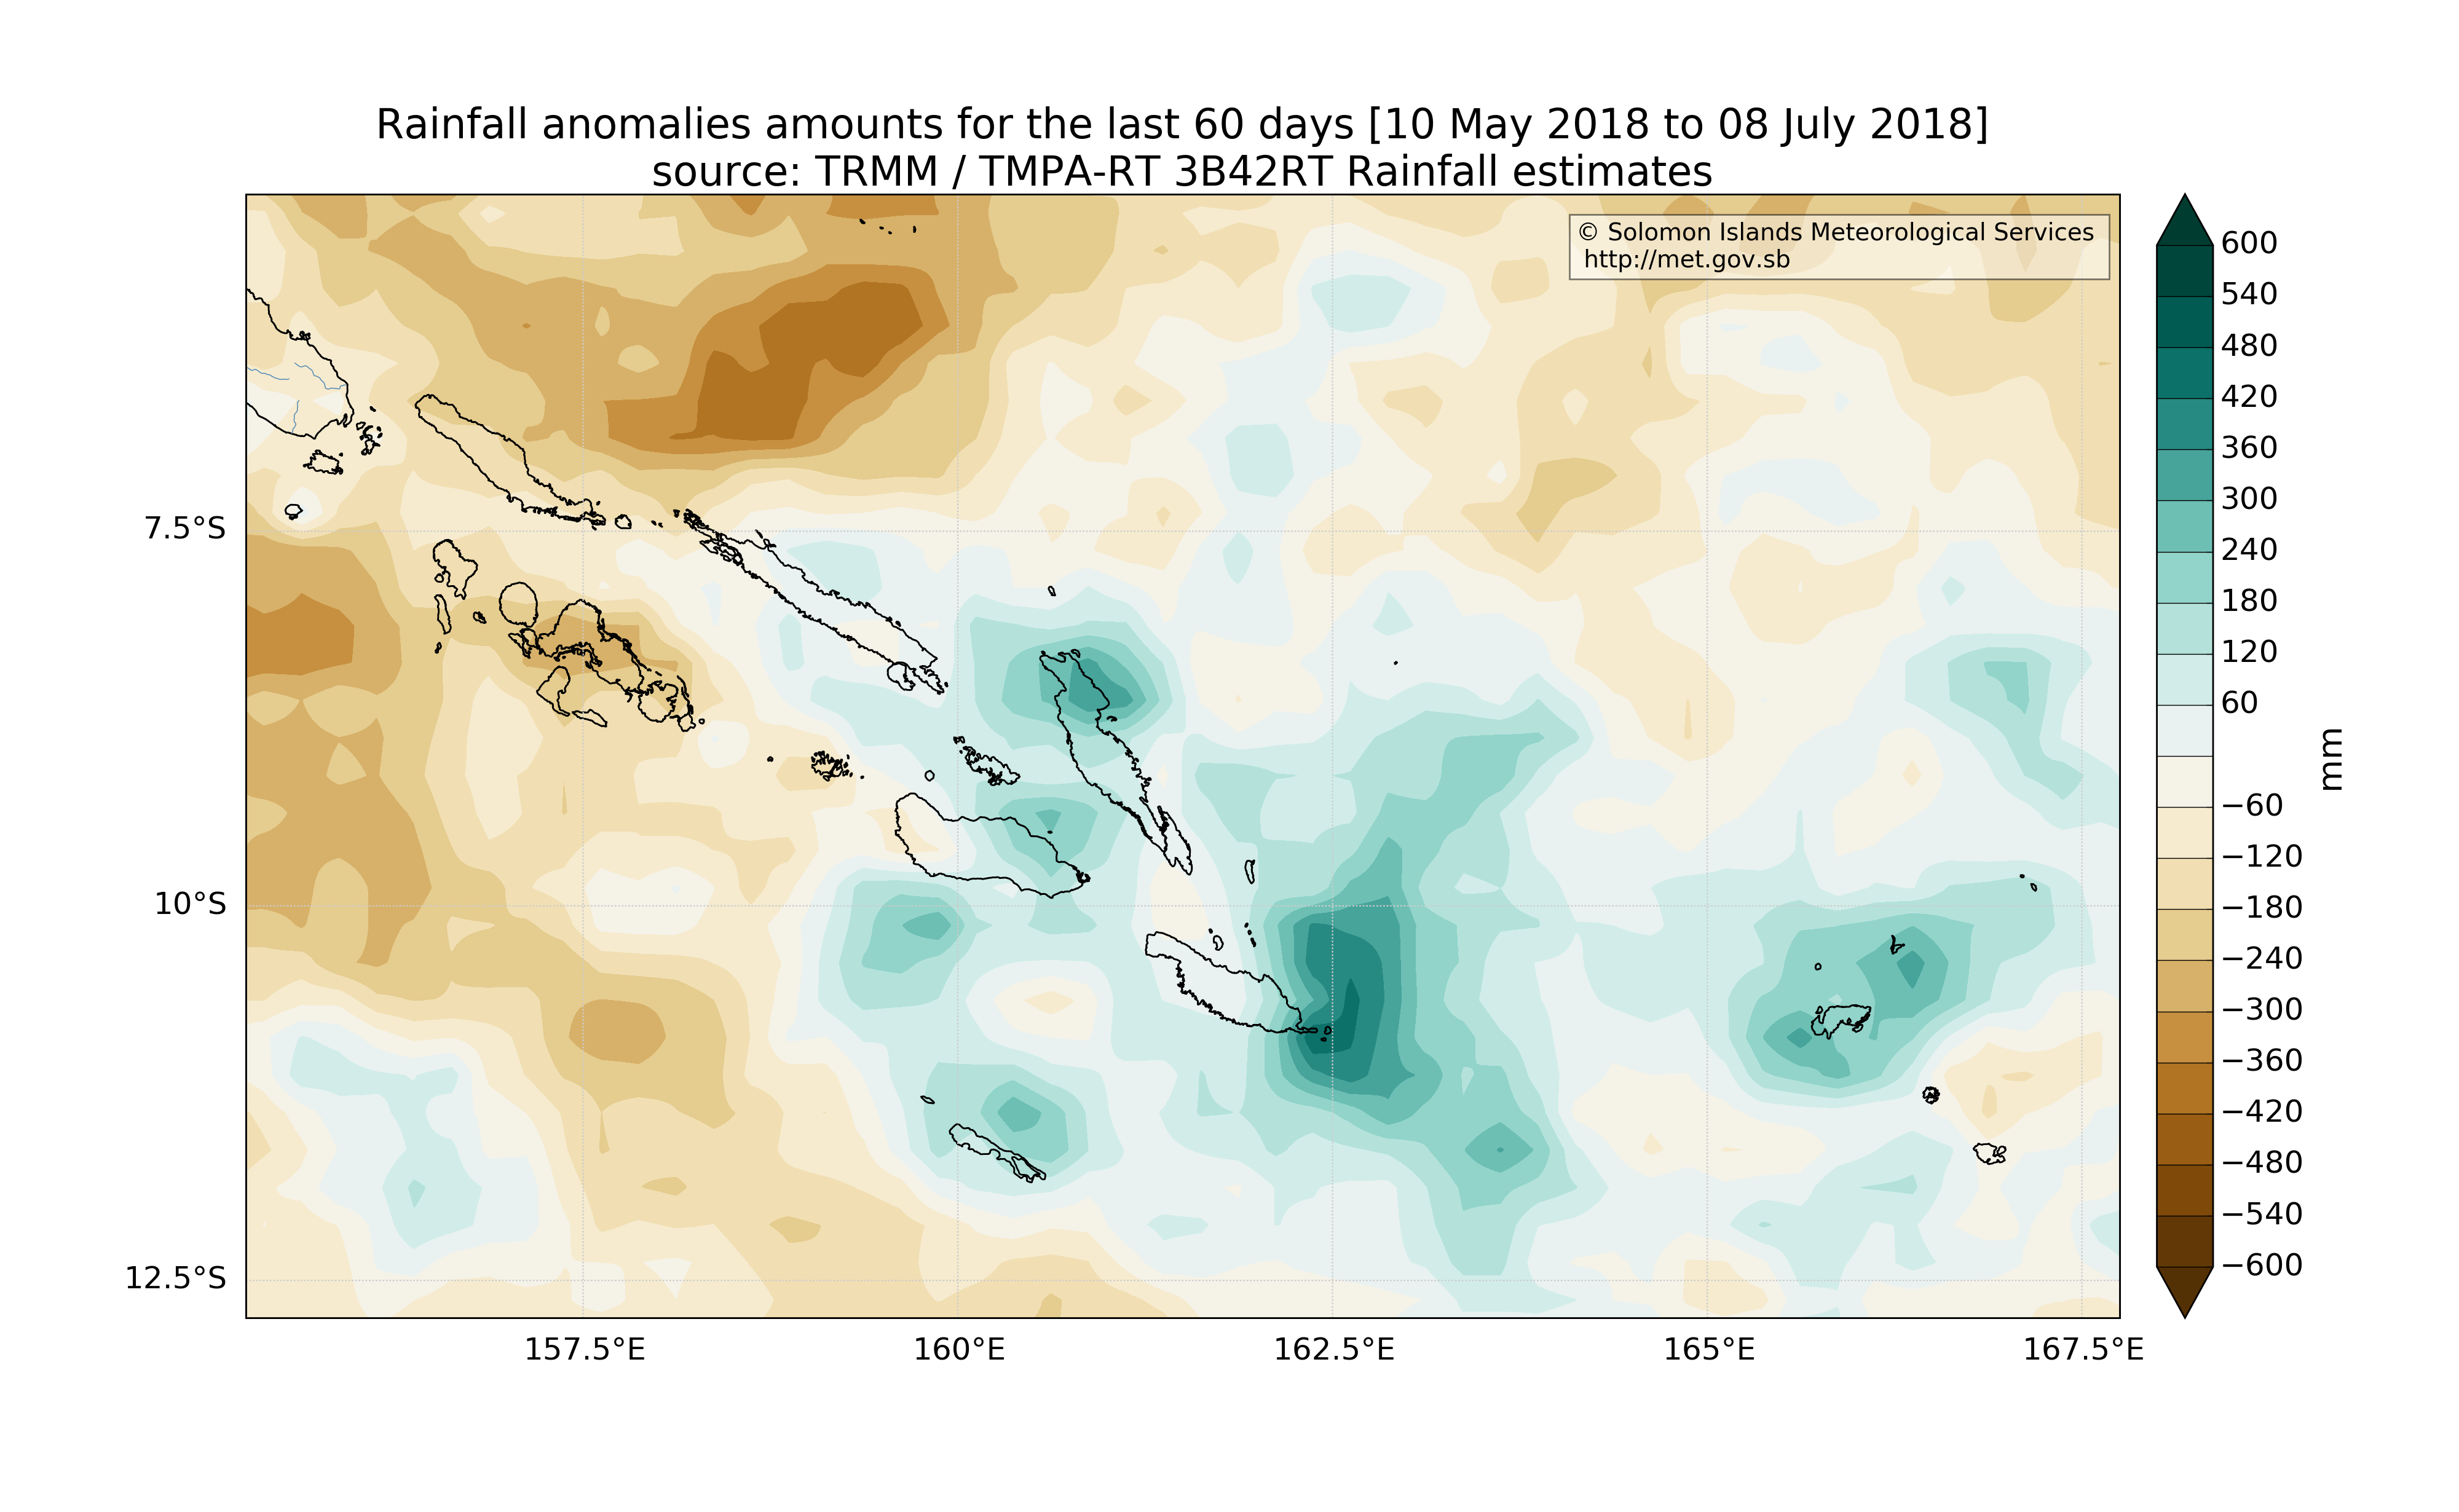 Rainfall anomalies amounts for the last 60 days [10 May 2018 to 08 July 2018]
source: TRMM / TMPA-RT 3B42RT Rainfall estimates
© Solomon Islands Meteorological Services
http://met.gov.sb
7.5°S
10°S
12.5°S
157.5°E
160°E
162.5°E
165°E
167.5°E
600
540
480
420
360
300
240
180
120
60
−60
−120
−180
−240
−300
−360
−420
−480
−540
−600
mm